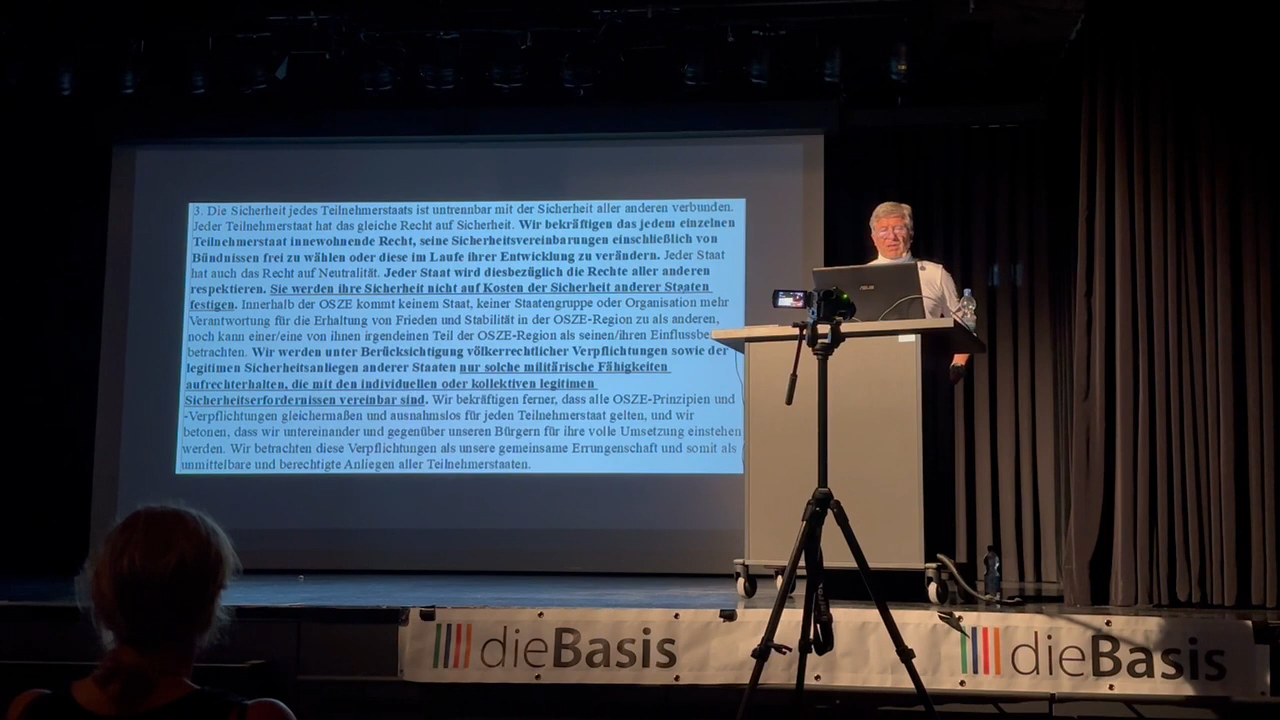 3. Die Sicherheit jedes Teilnehmerstaats ist untrennbar mit der Sicherheit aller anderen verbunden.
Jeder Teilnehmerstaat hat das gleiche Recht auf Sicherheit. Wir bekräftigen das jedem einzelnen
Teilnehmerstaat innewohnende Recht, seine Sicherheitsvereinbarungen einschließlich von
Bündnissen frei zu wählen oder diese im Laufe ihrer Entwicklung zu verändern. Jeder Staat
hat auch das Recht auf Neutralität. Jeder Staat wird diesbezüglich die Rechte aller anderen
respektieren. Sie werden ihre Sicherheit nicht auf Kosten der Sicherheit anderer Staaten
festigen. Innerhalb der OSZE kommt keinem Staat, keiner Staatengruppe oder Organisation mehr
Verantwortung für die Erhaltung von Frieden und Stabilität in der OSZE-Region zu als anderen,
noch kann einer/eine von ihnen irgendeinen Teil der OSZE-Region als seinen/ihren Einflussbe
betrachten. Wir werden unter Berücksichtigung völkerrechtlicher Verpflichtungen sowie der
legitimen Sicherheitsanliegen anderer Staaten nur solche militärische Fähigkeiten
aufrechterhalten, die mit den individuellen oder kollektiven legitimen
Sicherheitserfordernissen vereinbar sind. Wir bekräftigen ferner, dass alle OSZE-Prinzipien und
-Verpflichtungen gleichermaßen und ausnahmslos für jeden Teilnehmerstaat gelten, und wir
betonen, dass wir untereinander und gegenüber unseren Bürgern für ihre volle Umsetzung einstehen
werden. Wir betrachten diese Verpflichtungen als unsere gemeinsame Errungenschaft und somit als
unmittelbare und berechtigte Anliegen aller Teilnehmerstaaten.
ASUS
dieBasis
dieBasis